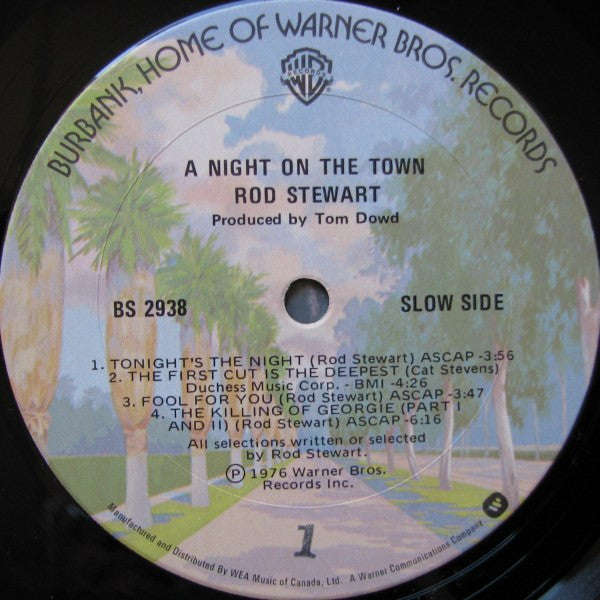 BURBANK, HOME OF WARNER BROS. RECORDS
RECORDS
A NIGHT ON THE TOWN
ROD STEWART
Produced by Tom Dowd
BS 2938
SLOW SIDE
1. TONIGHT'S THE NIGHT (Rod Stewart) ASCAP -3:56
2. THE FIRST CUT IS THE DEEPEST (Cat Stevens)
Duchess Music Corp. - BMI -4:26
3. FOOL FOR YOU (Rod Stewart) ASCAP -3:47
4. THE KILLING OF GEORGIE (PART I
AND II) (Rod Stewart) ASCAP -6:16
All selections written or selected
by Rod Stewart.
Ⓟ 1976 Warner Bros.
Records Inc.
1
Manufactured and Distributed By WEA Music of Canada, Ltd. A Warner Communications Company.